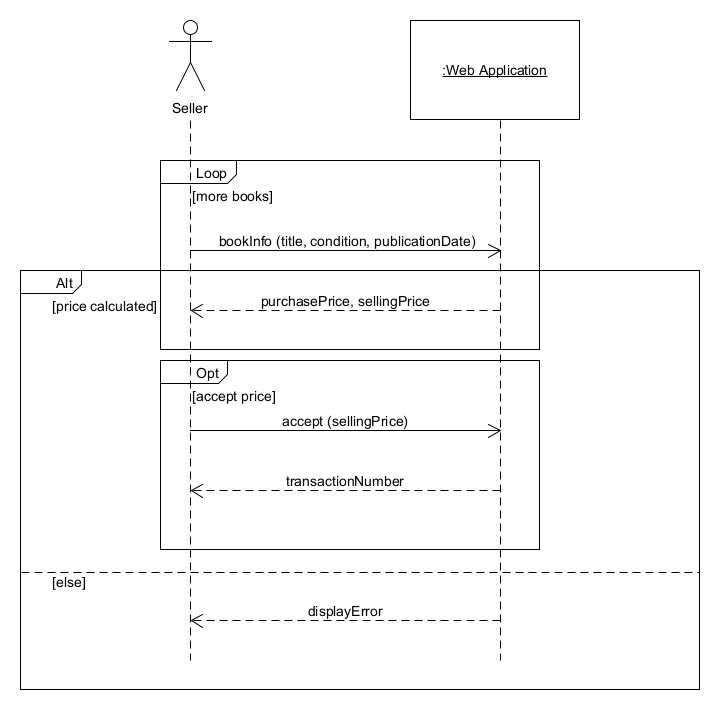 Seller
:Web Application
Loop
[more books]
bookInfo (title, condition, publicationDate)
Alt
[price calculated]
purchasePrice, sellingPrice
Opt
[accept price]
accept (sellingPrice)
transactionNumber
[else]
displayError